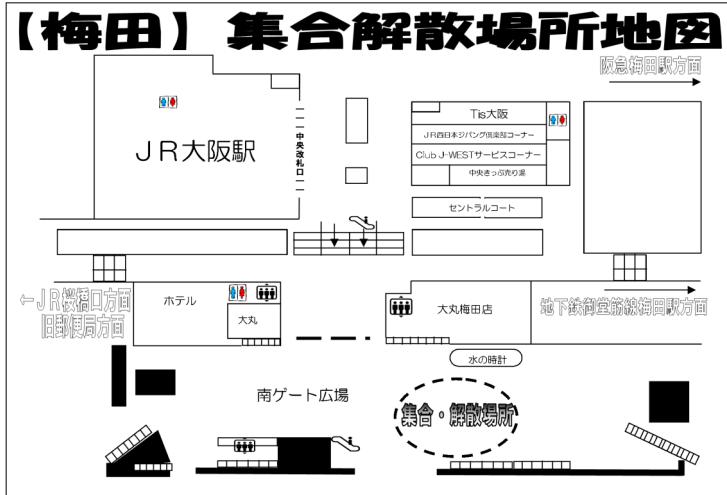 【梅田】集合解散場所地図
阪急梅田駅方面
JR大阪駅
中央改札口
Tis大阪
JR西日本ジパング倶楽部コーナー
Club J-WESTサービスコーナー
中央きっぷ売り場
セントラルコート
←JR桜橋口方面
旧郵便局方面
ホテル
大丸
大丸梅田店
地下鉄御堂筋線梅田駅方面
水の時計
南ゲート広場
集合・解散場所